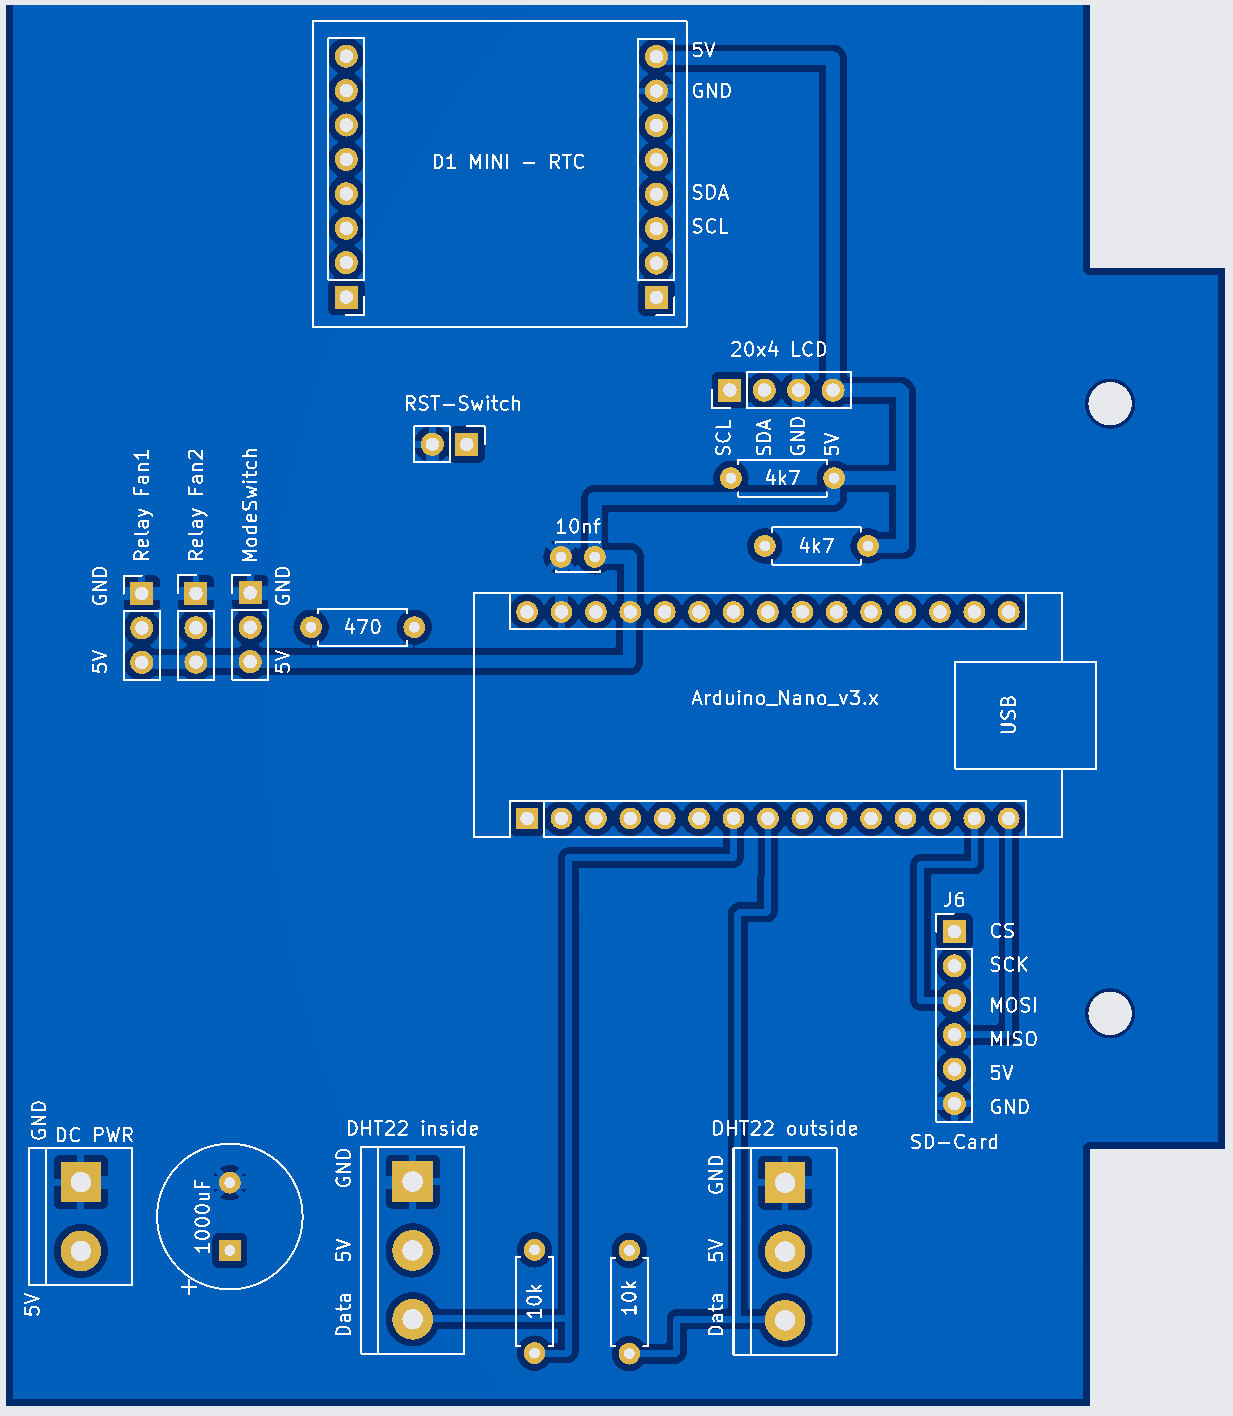 5V
GND
D1 MINI - RTC
SDA
SCL
20x4 LCD
RST-Switch
SCL
SDA
GND
5V
Relay Fan1
Relay Fan2
ModeSwitch
4k7
10nf
4k7
GND
GND
470
5V
5V
Arduino_Nano_v3.x
USB
J6
CS
SCK
MOSI
MISO
5V
GND
SD-Card
GND
DC PWR
DHT22 inside
DHT22 outside
GND
GND
1000uF
5V
5V
+
5V
Data
10k
10k
Data